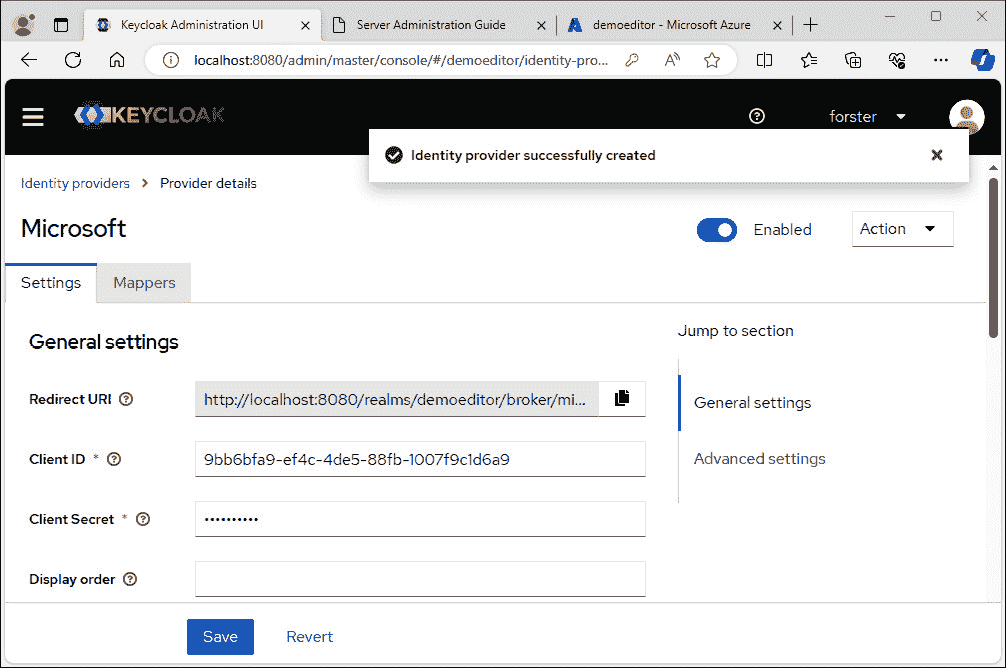 Keycloak Administration UI
Server Administration Guide
demoeditor - Microsoft Azure
localhost:8080/admin/master/console/#/demoeditor/identity-pro...
KEYCLOAK
forster
Identity provider successfully created
Identity providers > Provider details
Microsoft
Enabled
Action
Settings
Mappers
General settings
Redirect URI
http://localhost:8080/realms/demoeditor/broker/mi...
Client ID *
9bb6bfa9-ef4c-4de5-88fb-1007f9c1d6a9
Client Secret *
••••••••••
Display order
Jump to section
General settings
Advanced settings
Save
Revert